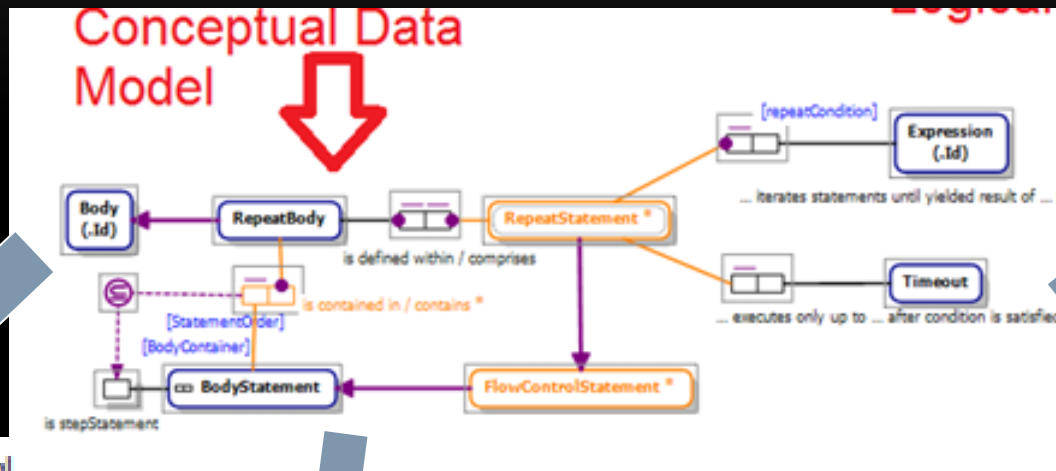 Conceptual Data
Model
[repeatCondition]
Expression
(.Id)
... iterates statements until yielded result of ...
Body
(.Id)
RepeatBody
RepeatStatement *
is defined within / comprises
Timeout
is contained in / contains *
... executes only up to ... after condition is satisfied
[StatementOrder]
[BodyContainer]
BodyStatement
FlowControlStatement *
is stepStatement